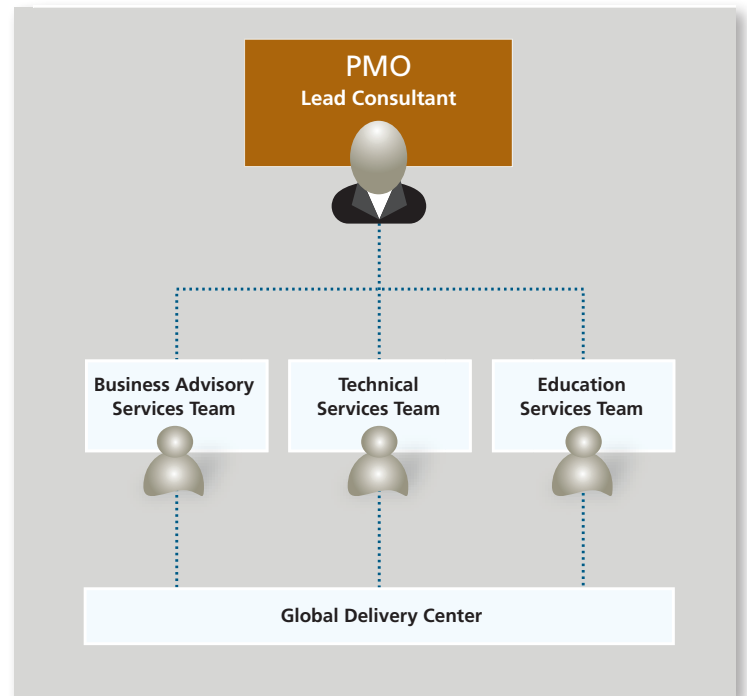 PMO
Lead Consultant
Business Advisory
Services Team
Technical
Services Team
Education
Services Team
Global Delivery Center